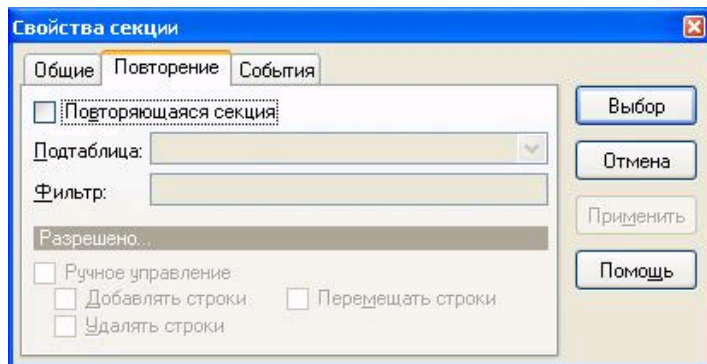 Свойства секции
Общие Повторение События
Повторяющаяся секция
Подтаблица:
Фильтр:
Разрешено...
Ручное управление
Добавлять строки Перемещать строки
Удалять строки
Выбор
Отмена
Применить
Помощь